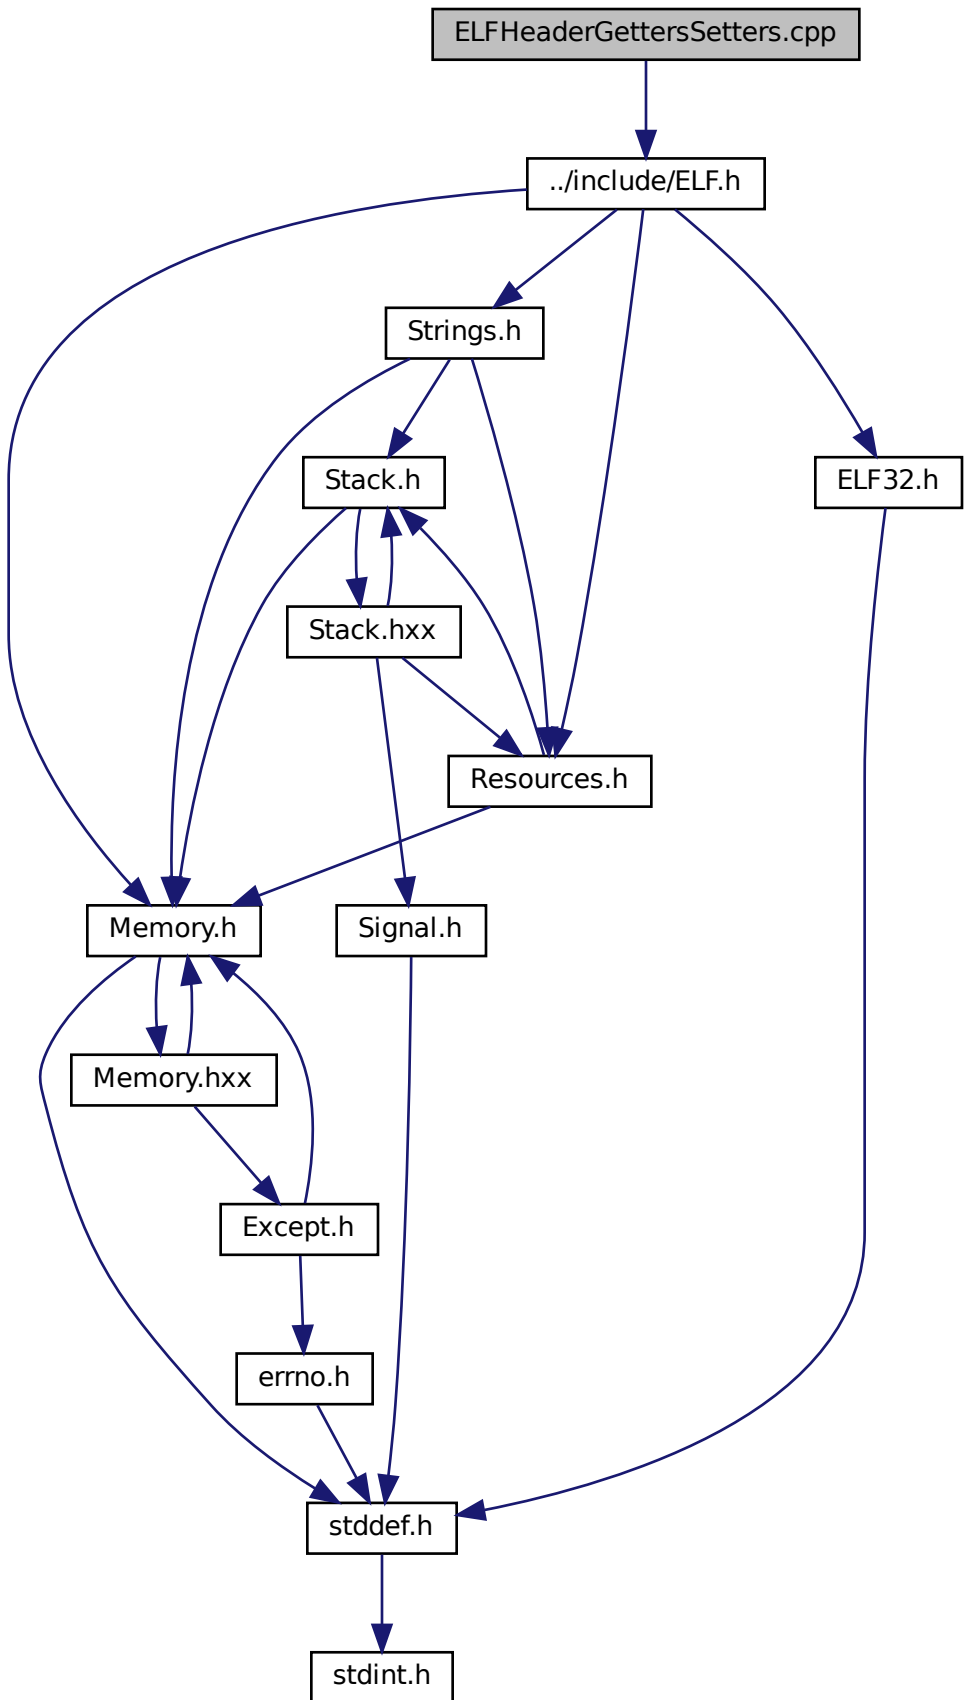 ELFHeaderGettersSetters.cpp
../include/ELF.h
Strings.h
Stack.h
ELF32.h
Stack.hxx
Resources.h
Memory.h
Signal.h
Memory.hxx
Except.h
errno.h
stddef.h
stdint.h